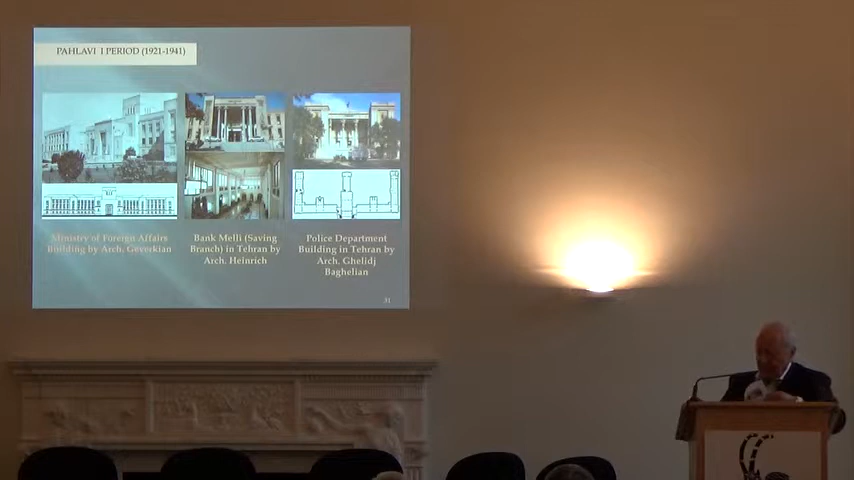 PAHLAVI I PERIOD (1921-1941)
Ministry of Foreign Affairs
Building by Arch. Geverkian
Bank Melli (Saving
Branch) in Tehran by
Arch. Heinrich
Police Department
Building in Tehran by
Arch. Ghelidj
Baghelian
31